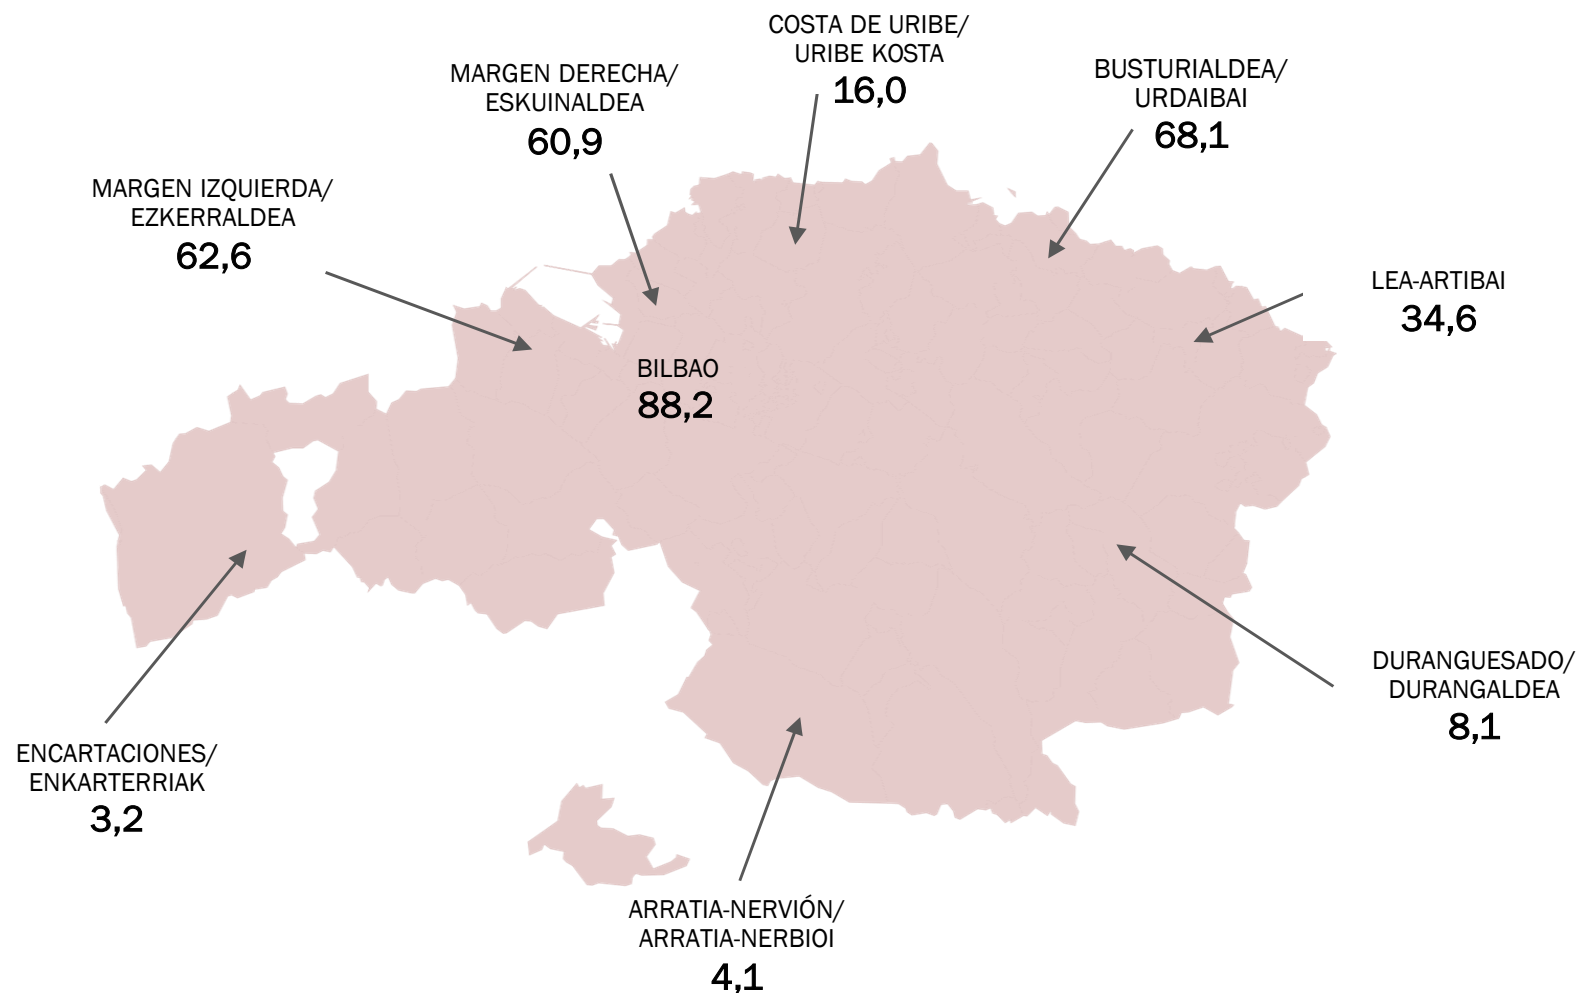 COSTA DE URIBE/
URIBE KOSTA
16,0
MARGEN DERECHA/
ESKUINALDEA
60,9
BUSTURIALDEA/
URDAIBAI
68,1
MARGEN IZQUIERDA/
EZKERRALDEA
62,6
LEA-ARTIBAI
34,6
BILBAO
88,2
DURANGUESADO/
DURANGALDEA
8,1
ENCARTACIONES/
ENKARTERRIAK
3,2
ARRATIA-NERVIÓN/
ARRATIA-NERBIOI
4,1